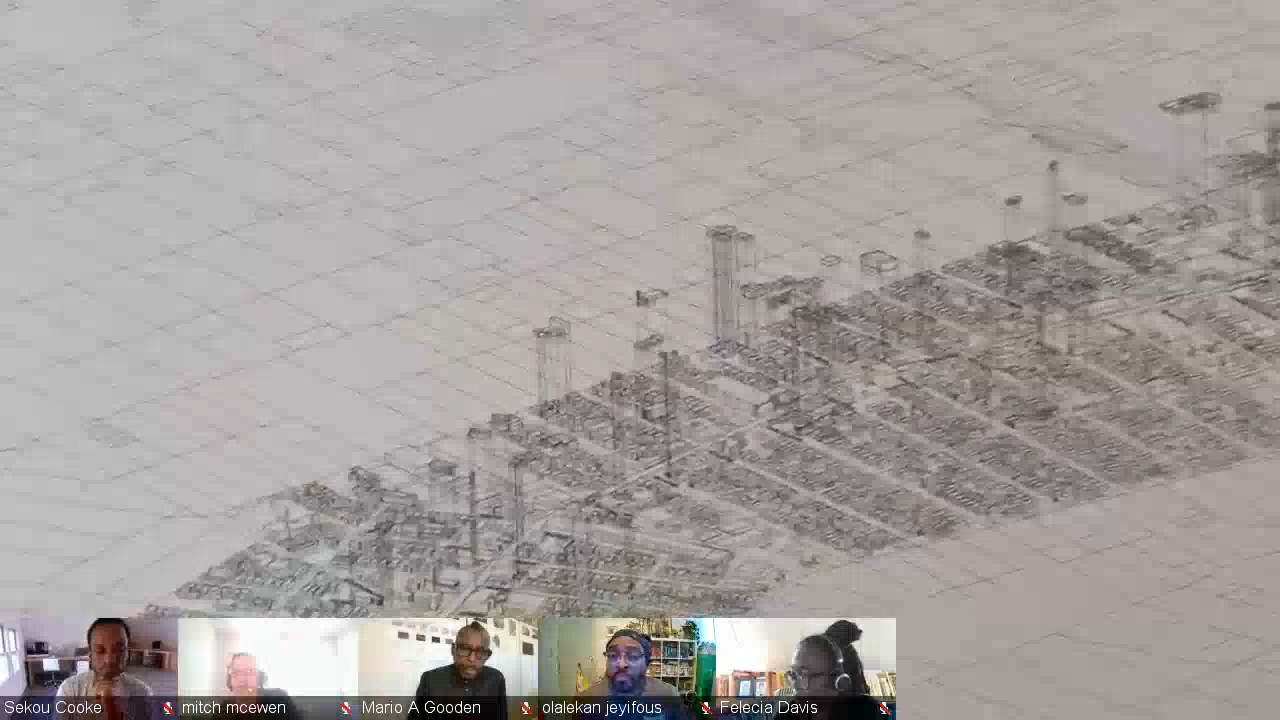 Sekou Cooke
mitch mcewen
Mario A Gooden
olalekan jeyifous
Felecia Davis